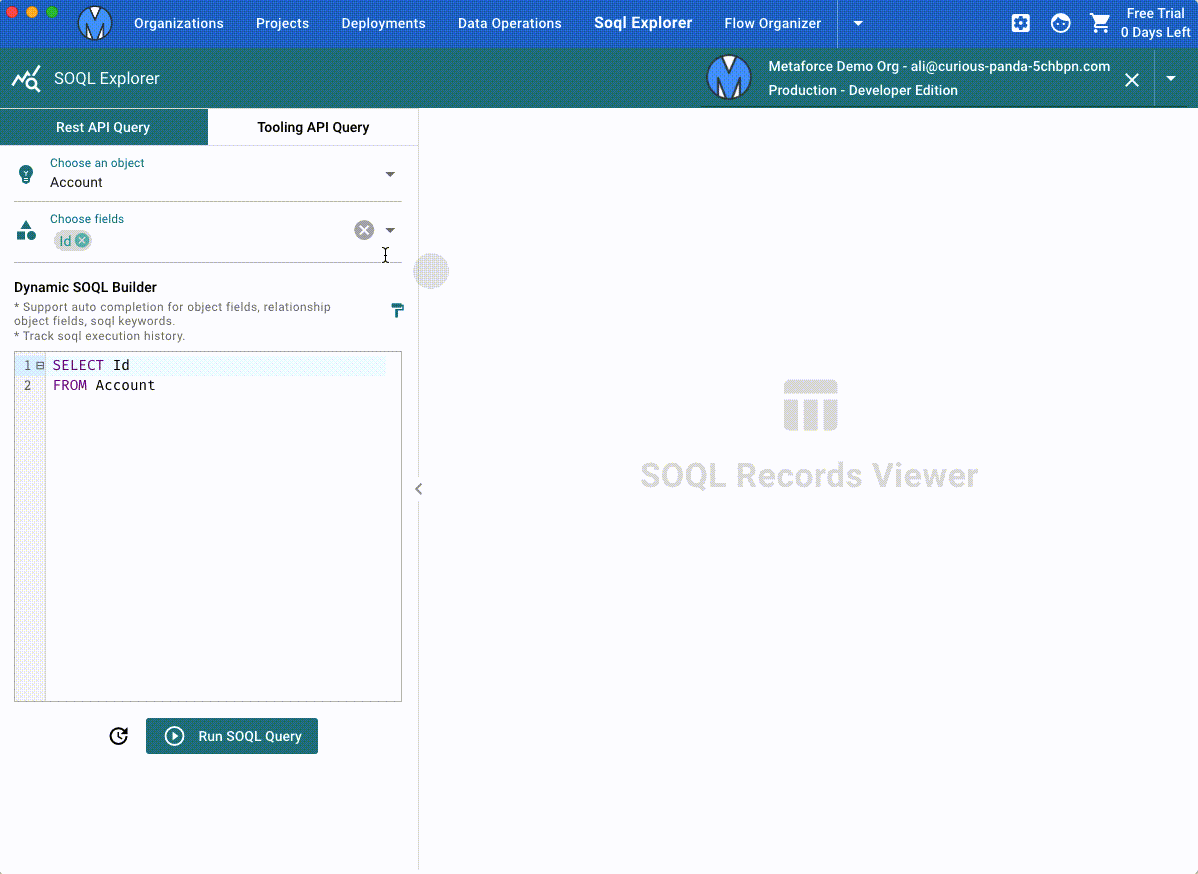 Organizations Projects Deployments Data Operations Soql Explorer Flow Organizer
Free Trial
0 Days Left
SOQL Explorer
Metaforce Demo Org - ali@curious-panda-5chbpn.com
Production - Developer Edition
Rest API Query
Tooling API Query
Choose an object
Account
Choose fields
Id
Dynamic SOQL Builder
* Support auto completion for object fields, relationship
object fields, soql keywords.
* Track soql execution history.
1 SELECT Id
2 FROM Account
Run SOQL Query
SOQL Records Viewer